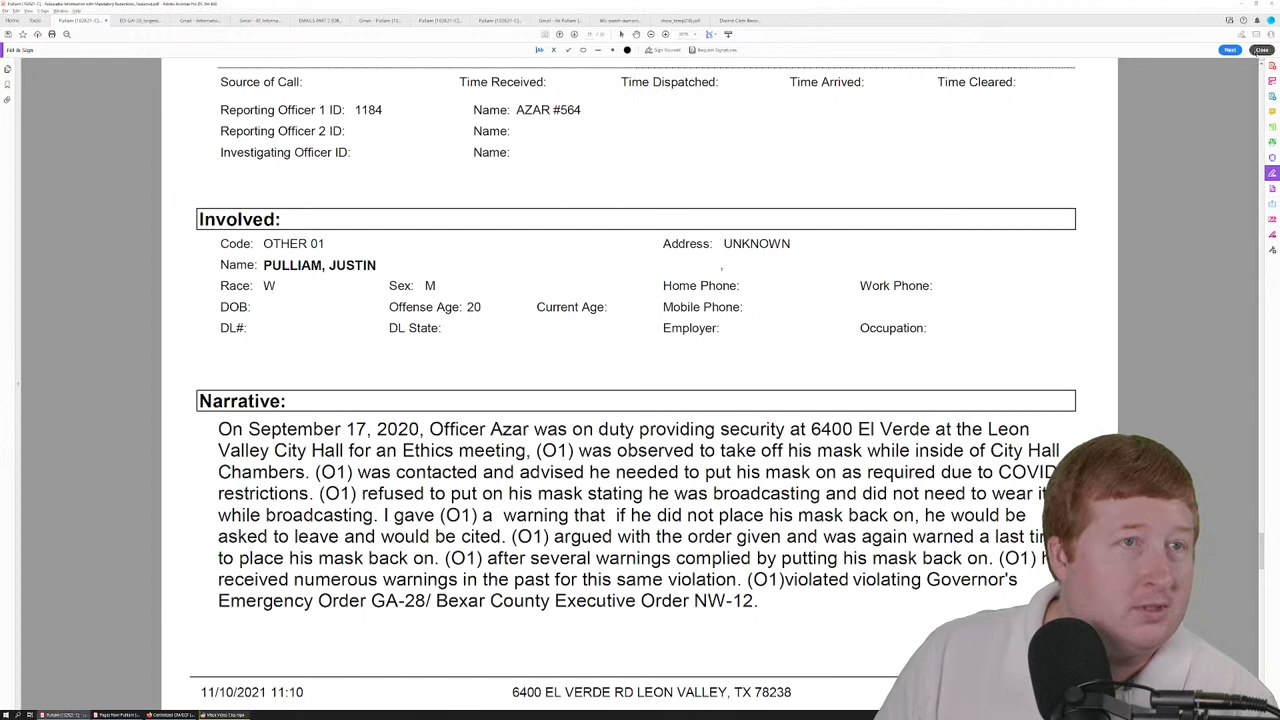 Home Tools
Fill & Sign
Sign Yourself Request Signatures Next Close
Source of Call: Time Received: Time Dispatched: Time Arrived: Time Cleared:
Reporting Officer 1 ID: 1184 Name: AZAR #564
Reporting Officer 2 ID: Name:
Investigating Officer ID: Name:
Involved:
Code: OTHER 01 Address: UNKNOWN
Name: PULLIAM, JUSTIN ,
Race: W Sex: M Home Phone: Work Phone:
DOB: Offense Age: 20 Current Age: Mobile Phone:
DL#: DL State: Employer: Occupation:
Narrative:
On September 17, 2020, Officer Azar was on duty providing security at 6400 El Verde at the Leon
Valley City Hall for an Ethics meeting, (O1) was observed to take off his mask while inside of City Hall
Chambers. (O1) was contacted and advised he needed to put his mask on as required due to COVID
restrictions. (O1) refused to put on his mask stating he was broadcasting and did not need to wear it
while broadcasting. I gave (O1) a warning that if he did not place his mask back on, he would be
asked to leave and would be cited. (O1) argued with the order given and was again warned a last
to place his mask back on. (O1) after several warnings complied by putting his mask back on. (O1)
received numerous warnings in the past for this same violation. (O1)violated violating Governor's
Emergency Order GA-28/ Bexar County Executive Order NW-12.
11/10/2021 11:10 6400 EL VERDE RD LEON VALLEY, TX 78238